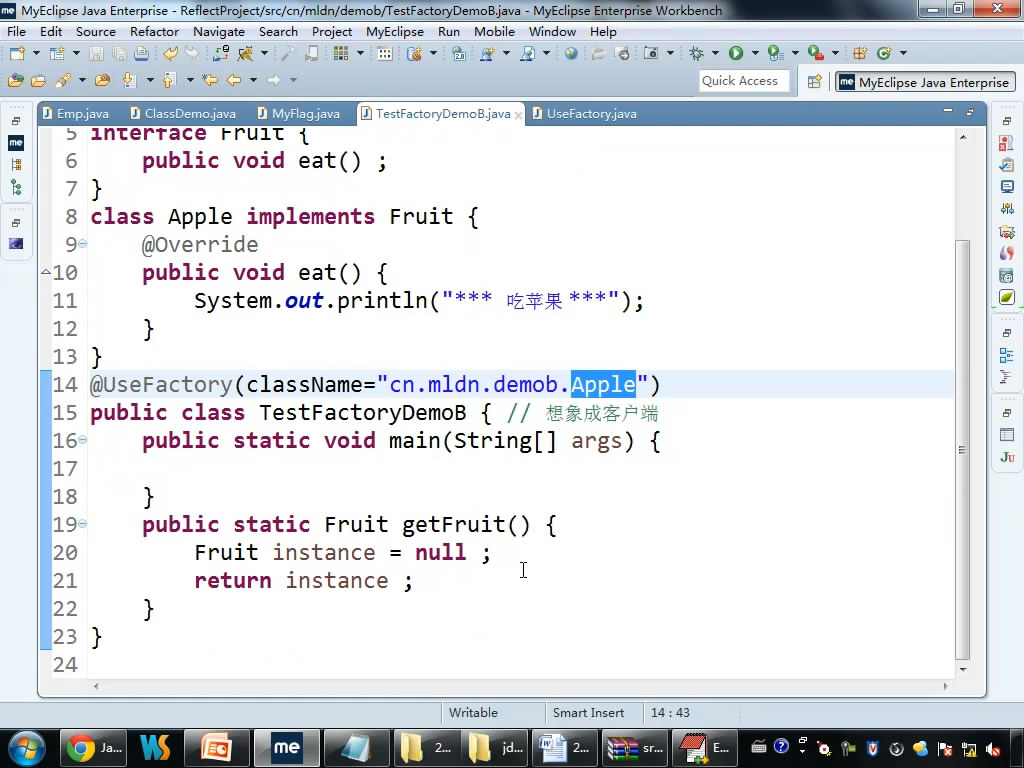 MyEclipse Java Enterprise - ReflectProject/src/cn/mldn/demob/TestFactoryDemoB.java - MyEclipse Enterprise Workbench
File Edit Source Refactor Navigate Search Project MyEclipse Run Mobile Window Help
Quick Access
me MyEclipse Java Enterprise
Emp.java ClassDemo.java MyFlag.java TestFactoryDemoB.java UseFactory.java
5 interface Fruit {
6 public void eat() ;
7 }
8 class Apple implements Fruit {
9 @Override
10 public void eat() {
11 System.out.println("*** 吃苹果 ***");
12 }
13 }
14 @UseFactory(className="cn.mldn.demob.Apple")
15 public class TestFactoryDemoB { // 想象成客户端
16 public static void main(String[] args) {
17
18 }
19 public static Fruit getFruit() {
20 Fruit instance = null ;
21 return instance ;
22 }
23 }
24
Writable Smart Insert 14 : 43
Ja... WS me 2... jd... 2... sr... E...